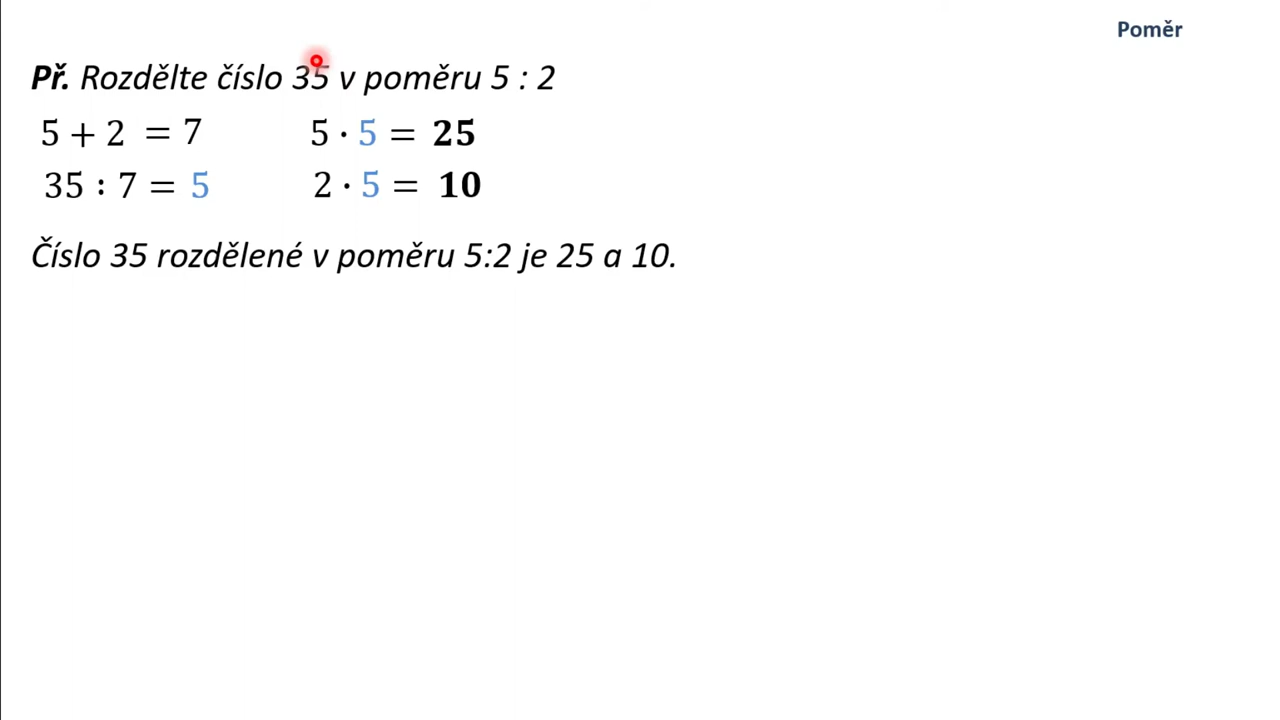 Poměr
Př. Rozdělte číslo 35 v poměru 5 : 2
5 + 2 = 7 5 · 5 = 25
35 : 7 = 5 2 · 5 = 10
Číslo 35 rozdělené v poměru 5:2 je 25 a 10.